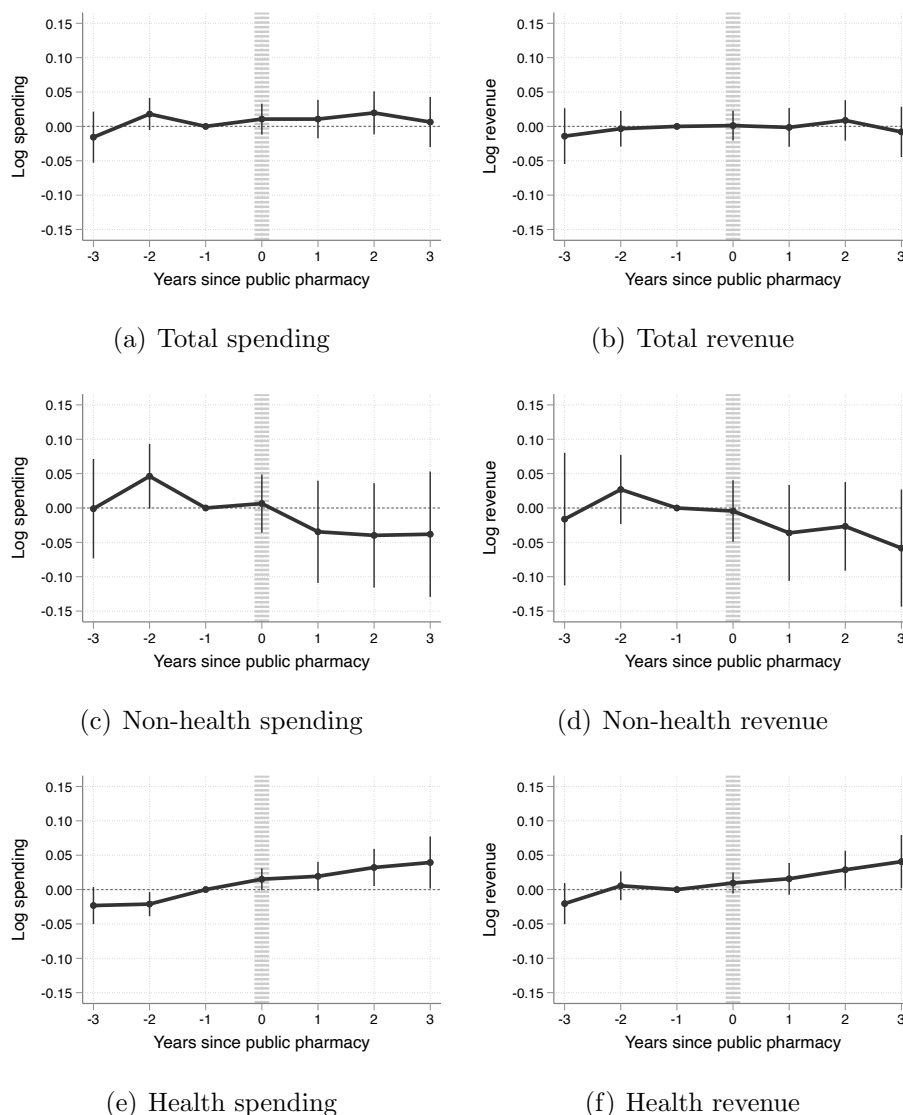 0.15
0.10
0.05
0.00
-0.05
-0.10
-0.15
Log spending
-3 -2 -1 0 1 2 3
Years since public pharmacy
(a) Total spending
0.15
0.10
0.05
0.00
-0.05
-0.10
-0.15
Log revenue
-3 -2 -1 0 1 2 3
Years since public pharmacy
(b) Total revenue
0.15
0.10
0.05
0.00
-0.05
-0.10
-0.15
Log spending
-3 -2 -1 0 1 2 3
Years since public pharmacy
(c) Non-health spending
0.15
0.10
0.05
0.00
-0.05
-0.10
-0.15
Log revenue
-3 -2 -1 0 1 2 3
Years since public pharmacy
(d) Non-health revenue
0.15
0.10
0.05
0.00
-0.05
-0.10
-0.15
Log spending
-3 -2 -1 0 1 2 3
Years since public pharmacy
(e) Health spending
0.15
0.10
0.05
0.00
-0.05
-0.10
-0.15
Log revenue
-3 -2 -1 0 1 2 3
Years since public pharmacy
(f) Health revenue